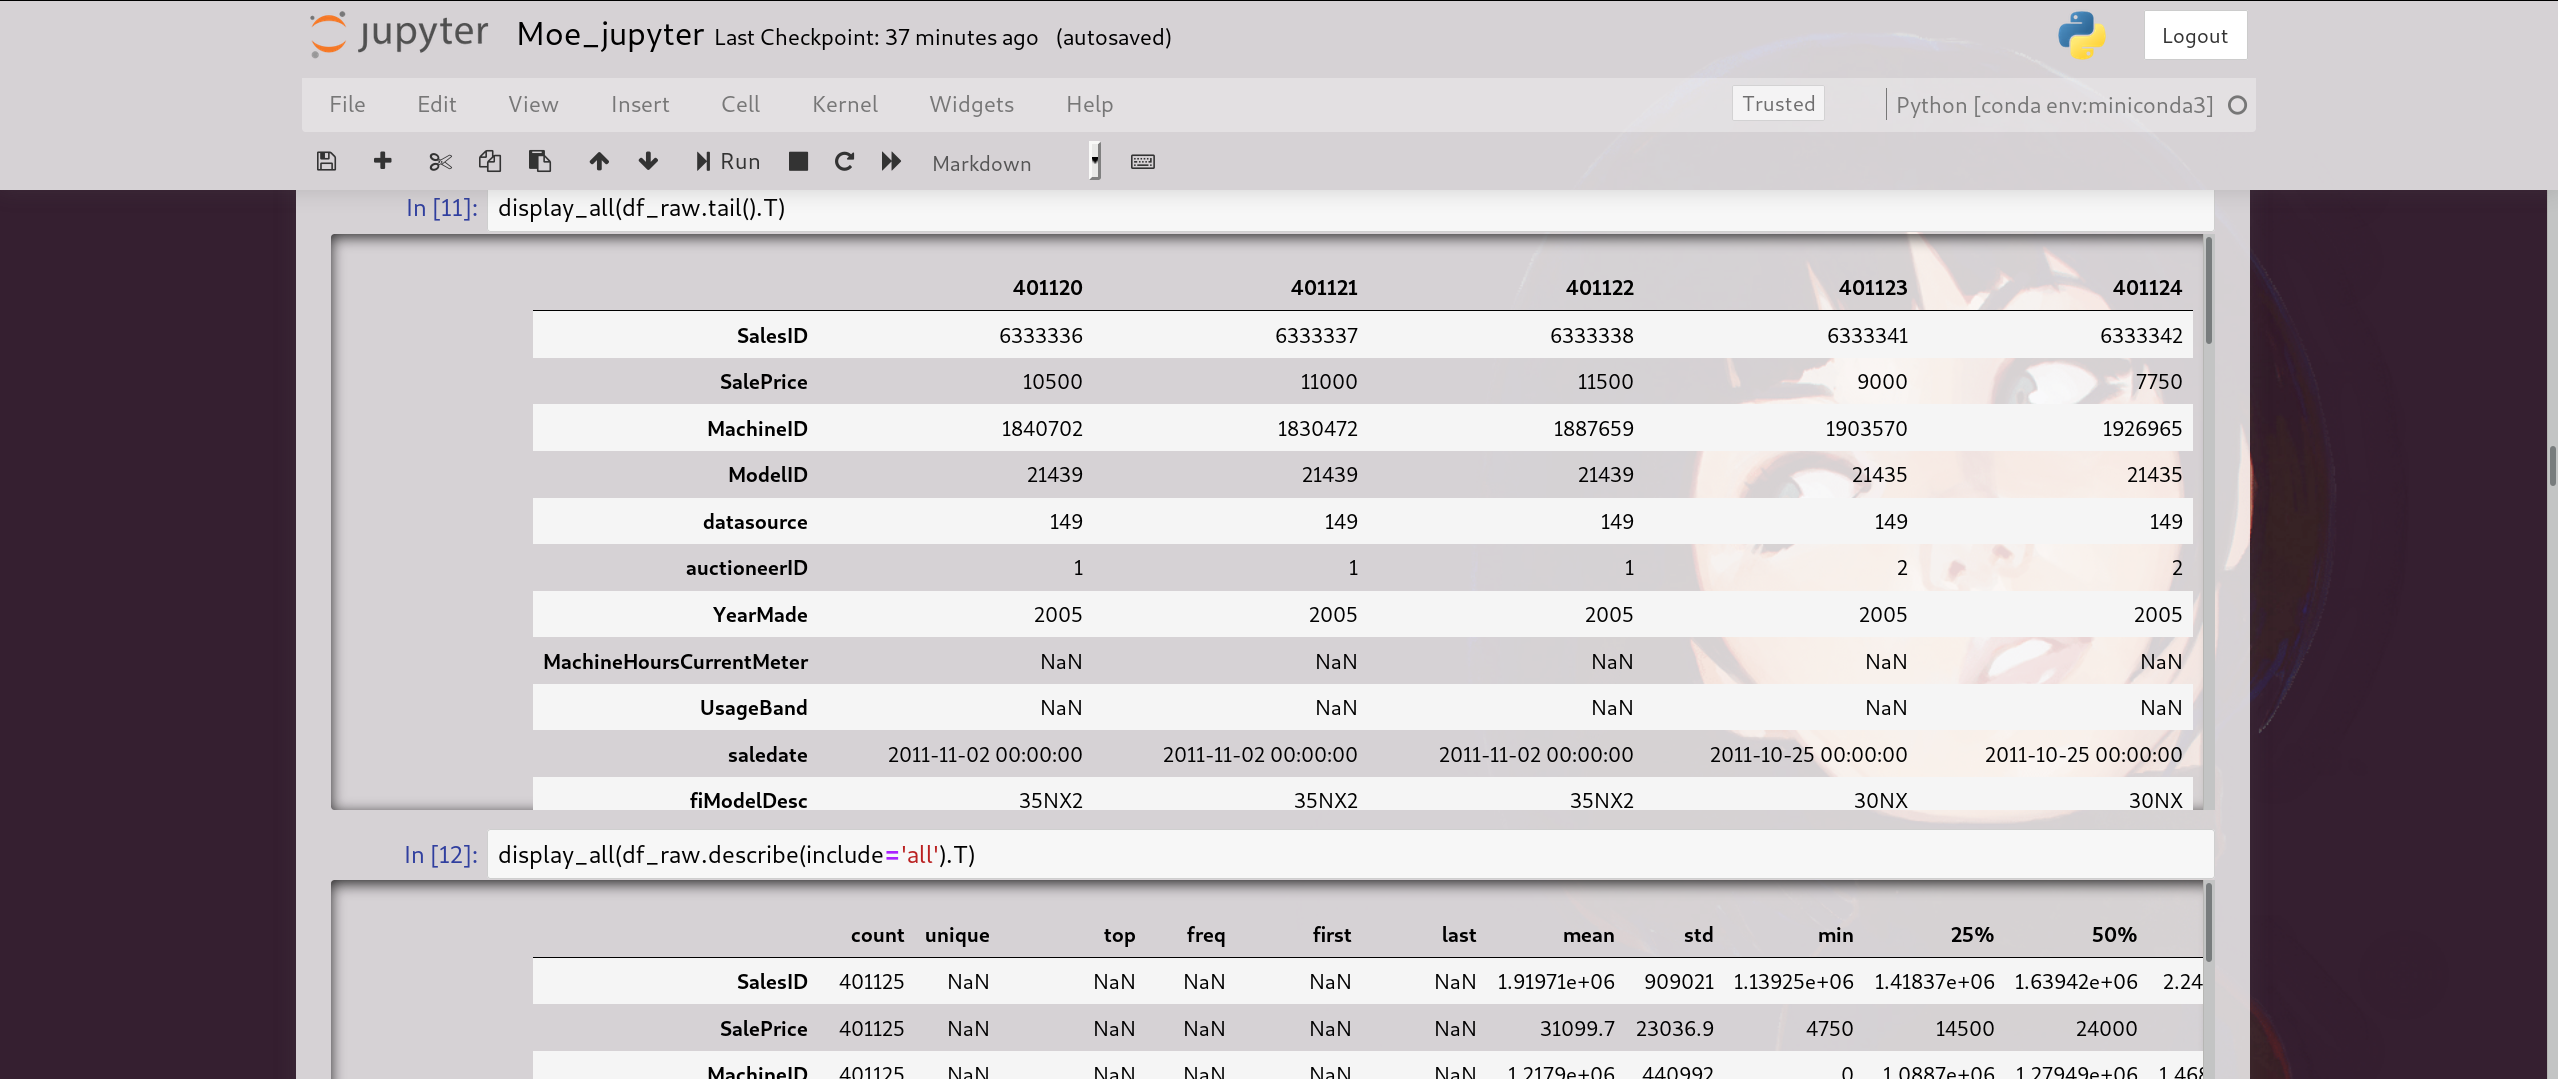 jupyter Moe_jupyter Last Checkpoint: 37 minutes ago (autosaved) Logout
File Edit View Insert Cell Kernel Widgets Help Trusted Python [conda env:miniconda3]
Run Markdown
In [11]: display_all(df_raw.tail().T)
401120 401121 401122 401123 401124
SalesID 6333336 6333337 6333338 6333341 6333342
SalePrice 10500 11000 11500 9000 7750
MachineID 1840702 1830472 1887659 1903570 1926965
ModelID 21439 21439 21439 21435 21435
datasource 149 149 149 149 149
auctioneerID 1 1 1 2 2
YearMade 2005 2005 2005 2005 2005
MachineHoursCurrentMeter NaN NaN NaN NaN NaN
UsageBand NaN NaN NaN NaN NaN
saledate 2011-11-02 00:00:00 2011-11-02 00:00:00 2011-11-02 00:00:00 2011-10-25 00:00:00 2011-10-25 00:00:00
fiModelDesc 35NX2 35NX2 35NX2 30NX 30NX
In [12]: display_all(df_raw.describe(include='all').T)
count unique top freq first last mean std min 25% 50%
SalesID 401125 NaN NaN NaN NaN NaN 1.91971e+06 909021 1.13925e+06 1.41837e+06 1.63942e+06 2.24
SalePrice 401125 NaN NaN NaN NaN NaN 31099.7 23036.9 4750 14500 24000
MachineID 401125 NaN NaN NaN NaN NaN 1.2179e+06 440992 0 1.0887e+06 1.27949e+06 1.468